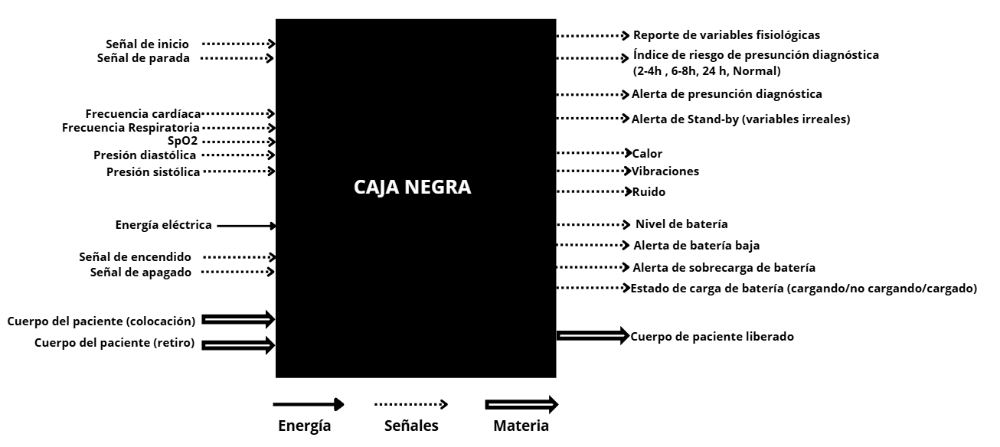 Señal de inicio
Señal de parada
Frecuencia cardíaca
Frecuencia Respiratoria
SpO2
Presión diastólica
Presión sistólica
Energía eléctrica
Señal de encendido
Señal de apagado
Cuerpo del paciente (colocación)
Cuerpo del paciente (retiro)
CAJA NEGRA
Reporte de variables fisiológicas
Índice de riesgo de presunción diagnóstica
(2-4h , 6-8h, 24 h, Normal)
Alerta de presunción diagnóstica
Alerta de Stand-by (variables irreales)
Calor
Vibraciones
Ruido
Nivel de batería
Alerta de batería baja
Alerta de sobrecarga de batería
Estado de carga de batería (cargando/no cargando/cargado)
Cuerpo de paciente liberado
Energía
Señales
Materia